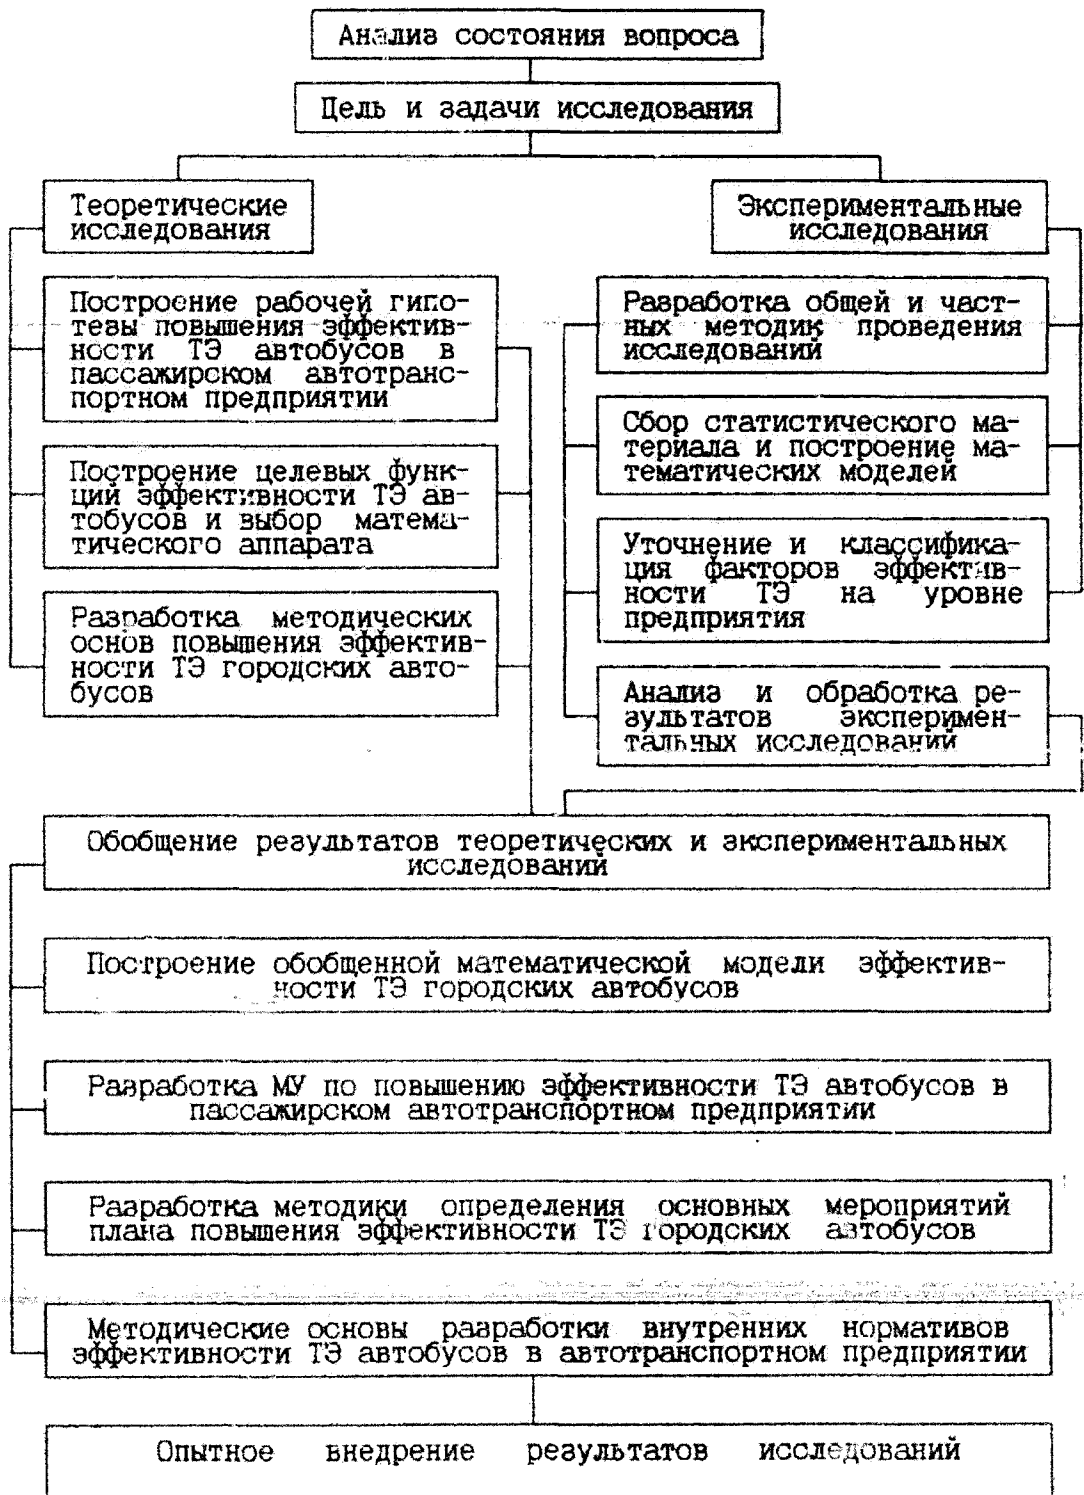 Анализ состояния вопроса
Цель и задачи исследования
Теоретические
исследования
Построение рабочей гипо-
тезы повышения эффектив-
ности ТЭ автобусов в
пассажирском автотранс-
портном предприятии
Построение целевых функ-
ций эффективности ТЭ ав-
тобусов и выбор матема-
тического аппарата
Разработка методических
основ повышения эффектив-
ности ТЭ городских авто-
бусов
Экспериментальные
исследования
Разработка общей и част-
ных методик проведения
исследований
Сбор статистического ма-
териала и построение ма-
тематических моделей
Уточнение и классифика-
ция факторов эффектив-
ности ТЭ на уровне
предприятия
Анализ и обработка ре-
зультатов эксперимен-
тальных исследований
Обобщение результатов теоретических и экспериментальных
исследований
Построение обобщенной математической модели эффектив-
ности ТЭ городских автобусов
Разработка МУ по повышению эффективности ТЭ автобусов в
пассажирском автотранспортном предприятии
Разработка методики определения основных мероприятий
плана повышения эффективности ТЭ городских автобусов
Методические основы разработки внутренних нормативов
эффективности ТЭ автобусов в автотранспортном предприятии
Опытное внедрение результатов исследований